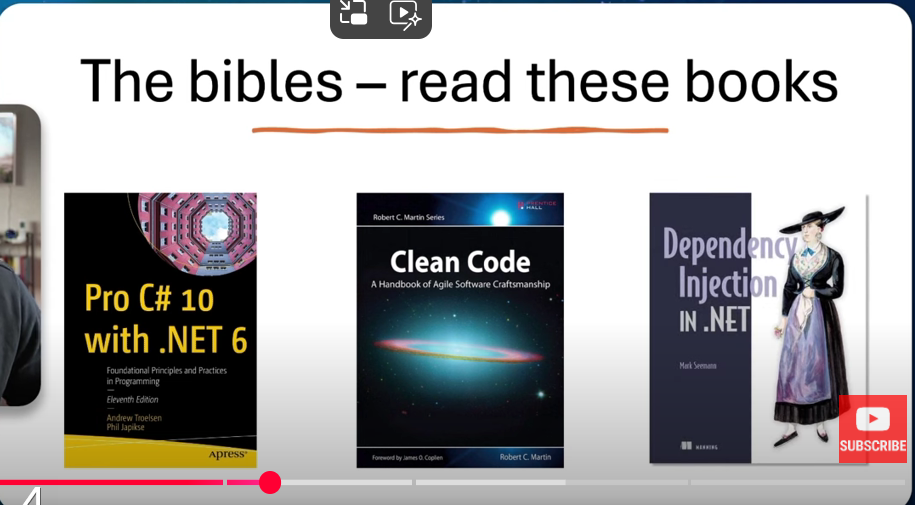 The bibles – read these books
Pro C# 10
with .NET 6
Foundational Principles and Practices
in Programming
Eleventh Edition
Andrew Troelsen
Phil Japikse
Apress®
PRENTICE
HALL
Robert C. Martin Series
Clean Code
A Handbook of Agile Software Craftsmanship
Foreword by James O. Coplien
Robert C. Martin
Dependency
Injection
IN .NET
Mark Seemann
MANNING
SUBSCRIBE
4